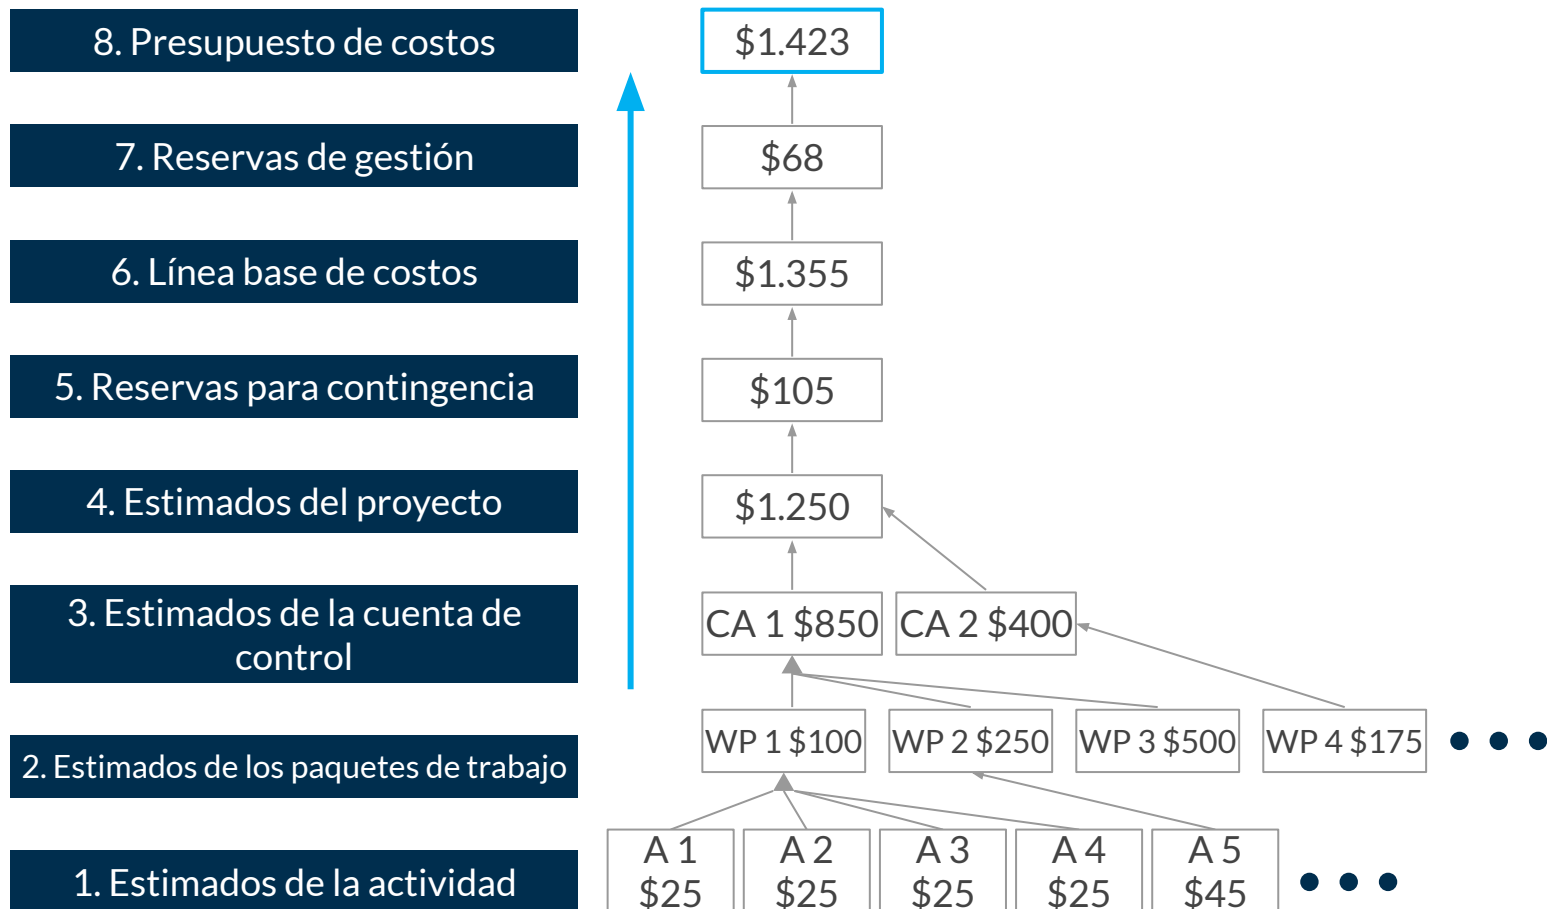 8. Presupuesto de costos
$1.423
7. Reservas de gestión
$68
6. Línea base de costos
$1.355
5. Reservas para contingencia
$105
4. Estimados del proyecto
$1.250
3. Estimados de la cuenta de
control
CA 1 $850
CA 2 $400
2. Estimados de los paquetes de trabajo
WP 1 $100
WP 2 $250
WP 3 $500
WP 4 $175
1. Estimados de la actividad
A 1
$25
A 2
$25
A 3
$25
A 4
$25
A 5
$45